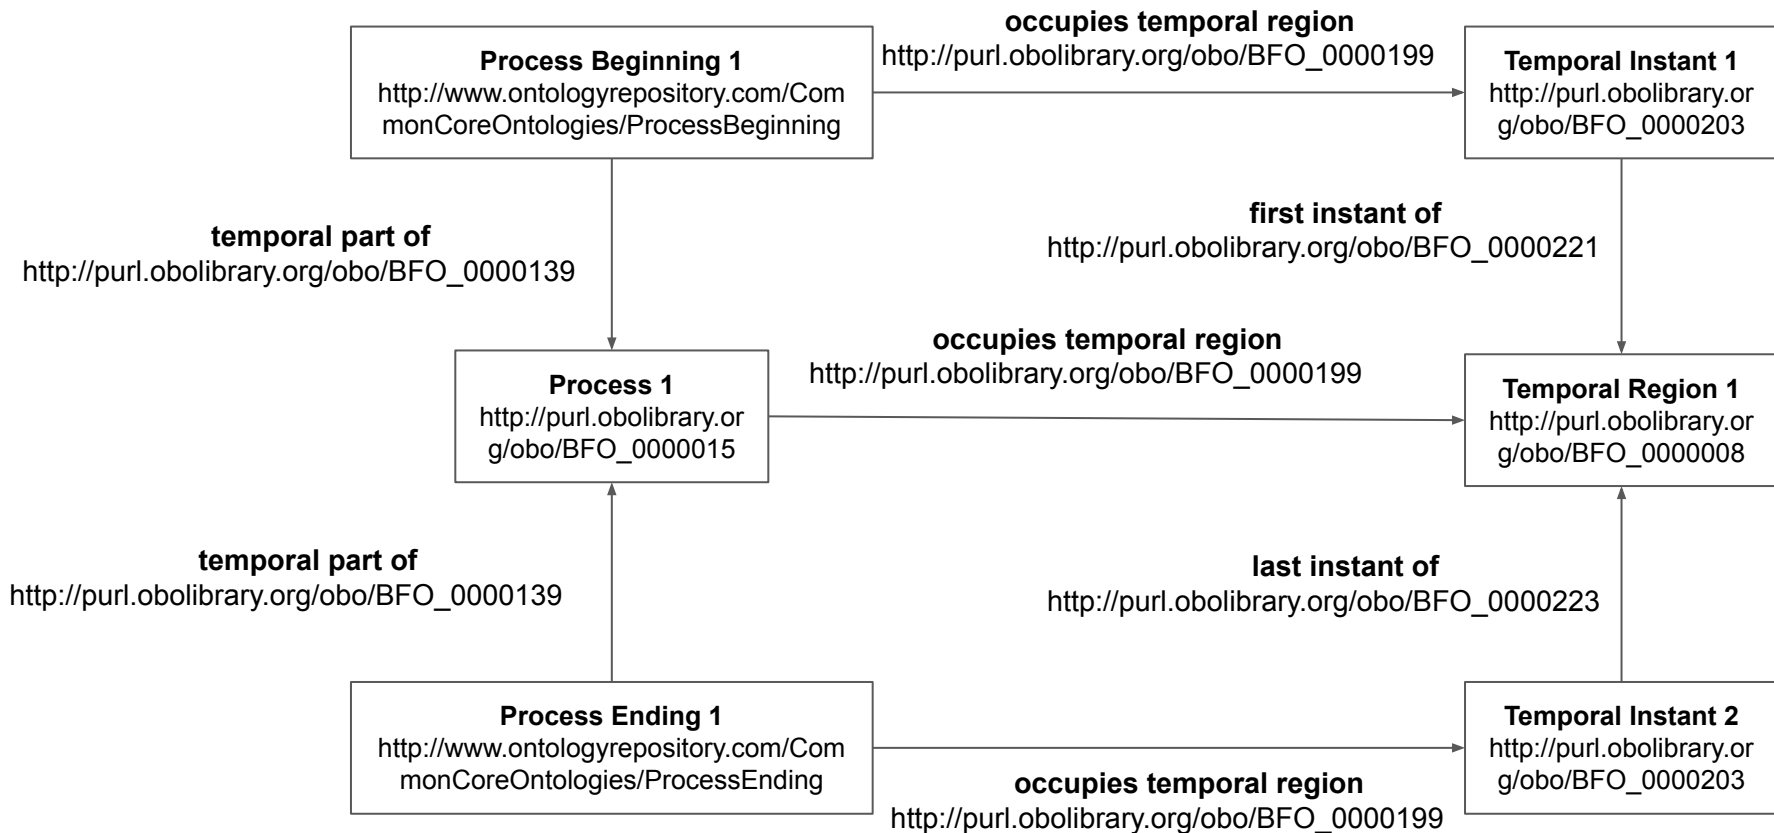 occupies temporal region
http://purl.obolibrary.org/obo/BFO_0000199
Process Beginning 1
http://www.ontologyrepository.com/Com
monCoreOntologies/ProcessBeginning
Temporal Instant 1
http://purl.obolibrary.or
g/obo/BFO_0000203
temporal part of
http://purl.obolibrary.org/obo/BFO_0000139
first instant of
http://purl.obolibrary.org/obo/BFO_0000221
occupies temporal region
http://purl.obolibrary.org/obo/BFO_0000199
Process 1
http://purl.obolibrary.or
g/obo/BFO_0000015
Temporal Region 1
http://purl.obolibrary.or
g/obo/BFO_0000008
temporal part of
http://purl.obolibrary.org/obo/BFO_0000139
last instant of
http://purl.obolibrary.org/obo/BFO_0000223
Process Ending 1
http://www.ontologyrepository.com/Com
monCoreOntologies/ProcessEnding
Temporal Instant 2
http://purl.obolibrary.or
g/obo/BFO_0000203
occupies temporal region
http://purl.obolibrary.org/obo/BFO_0000199